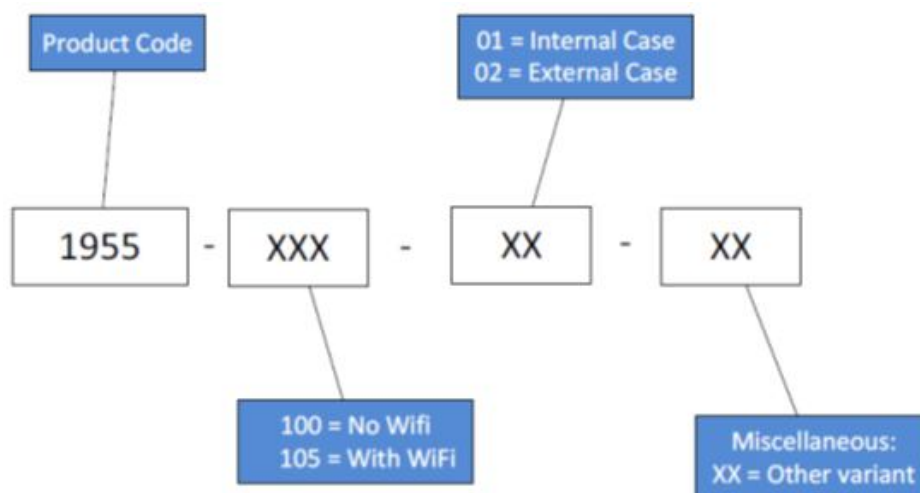 Product Code
01 = Internal Case
02 = External Case
1955 - XXX - XX - XX
100 = No Wifi
105 = With WiFi
Miscellaneous:
XX = Other variant